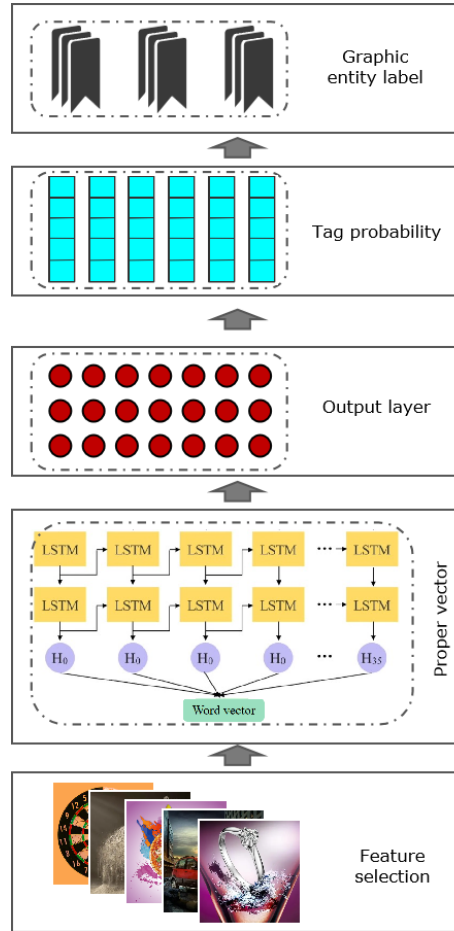 Graphic
entity label
Tag probability
Output layer
LSTM LSTM LSTM LSTM ... LSTM
LSTM LSTM LSTM LSTM ... LSTM
H0 H0 H0 H0 ... H35
Word vector
Proper vector
Feature
selection